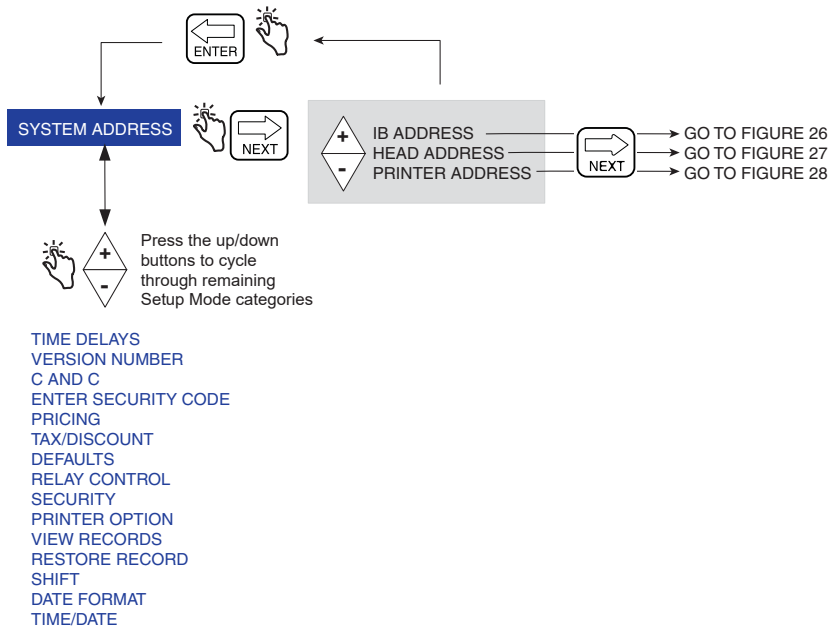 ENTER
SYSTEM ADDRESS
NEXT
+
-
IB ADDRESS
HEAD ADDRESS
PRINTER ADDRESS
NEXT
GO TO FIGURE 26
GO TO FIGURE 27
GO TO FIGURE 28
+
-
Press the up/down
buttons to cycle
through remaining
Setup Mode categories
TIME DELAYS
VERSION NUMBER
C AND C
ENTER SECURITY CODE
PRICING
TAX/DISCOUNT
DEFAULTS
RELAY CONTROL
SECURITY
PRINTER OPTION
VIEW RECORDS
RESTORE RECORD
SHIFT
DATE FORMAT
TIME/DATE